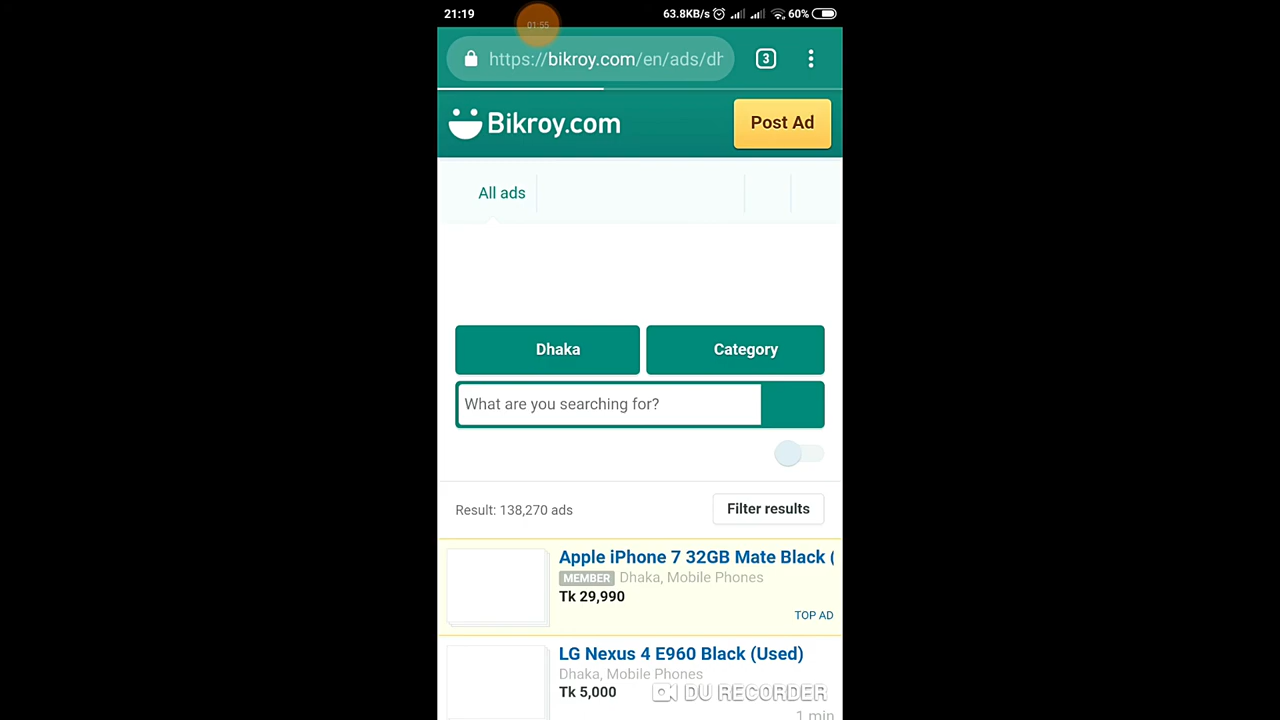 21:19
01:55
63.8KB/s 60%
https://bikroy.com/en/ads/dh
3
Bikroy.com
Post Ad
All ads
Dhaka
Category
What are you searching for?
Result: 138,270 ads
Filter results
Apple iPhone 7 32GB Mate Black (
MEMBER Dhaka, Mobile Phones
Tk 29,990
TOP AD
LG Nexus 4 E960 Black (Used)
Dhaka, Mobile Phones
Tk 5,000
DU RECORDER
1 min